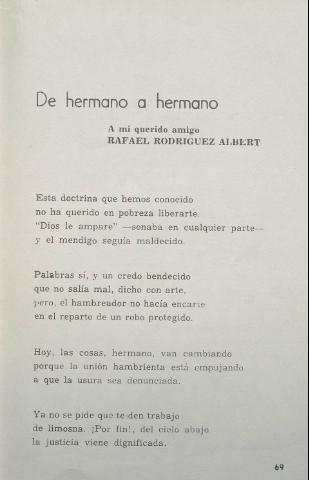 De hermano a hermano
A mi querido amigo
RAFAEL RODRIGUEZ ALBERT
Esta doctrina que hemos conocido
no ha querido en pobreza liberarte.
"Dios le ampare" —sonaba en cualquier parte—
y el mendigo seguía maldecido.
Palabras sí, y un credo bendecido
que no salía mal, dicho con arte,
pero, el hambreador no hacía encarte
en el reparto de un robo protegido.
Hoy, las cosas, hermano, van cambiando
porque la unión hambrienta está empujando
a que la usura sea denunciada.
Ya no se pide que te den trabajo
de limosna. ¡Por fin!, del cielo abajo
la justicia viene dignificada.
69